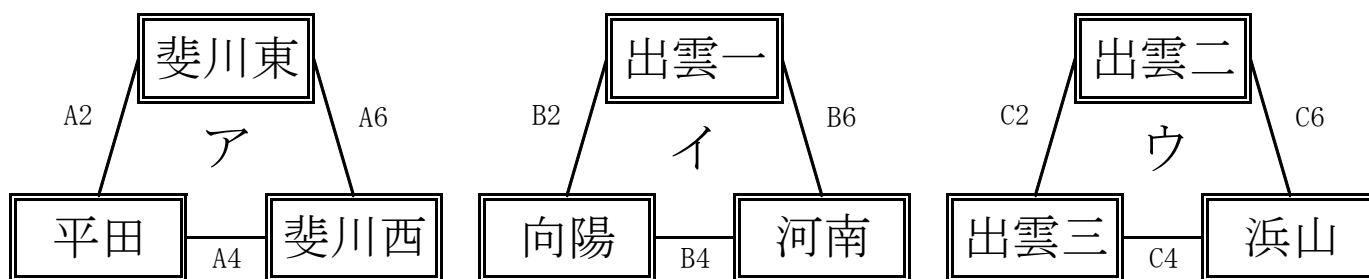 斐川東 出雲一 出雲二
A2 A6 B2 B6 C2 C6
ア イ ウ
平田 斐川西 向陽 河南 出雲三 浜山
A4 B4 C4